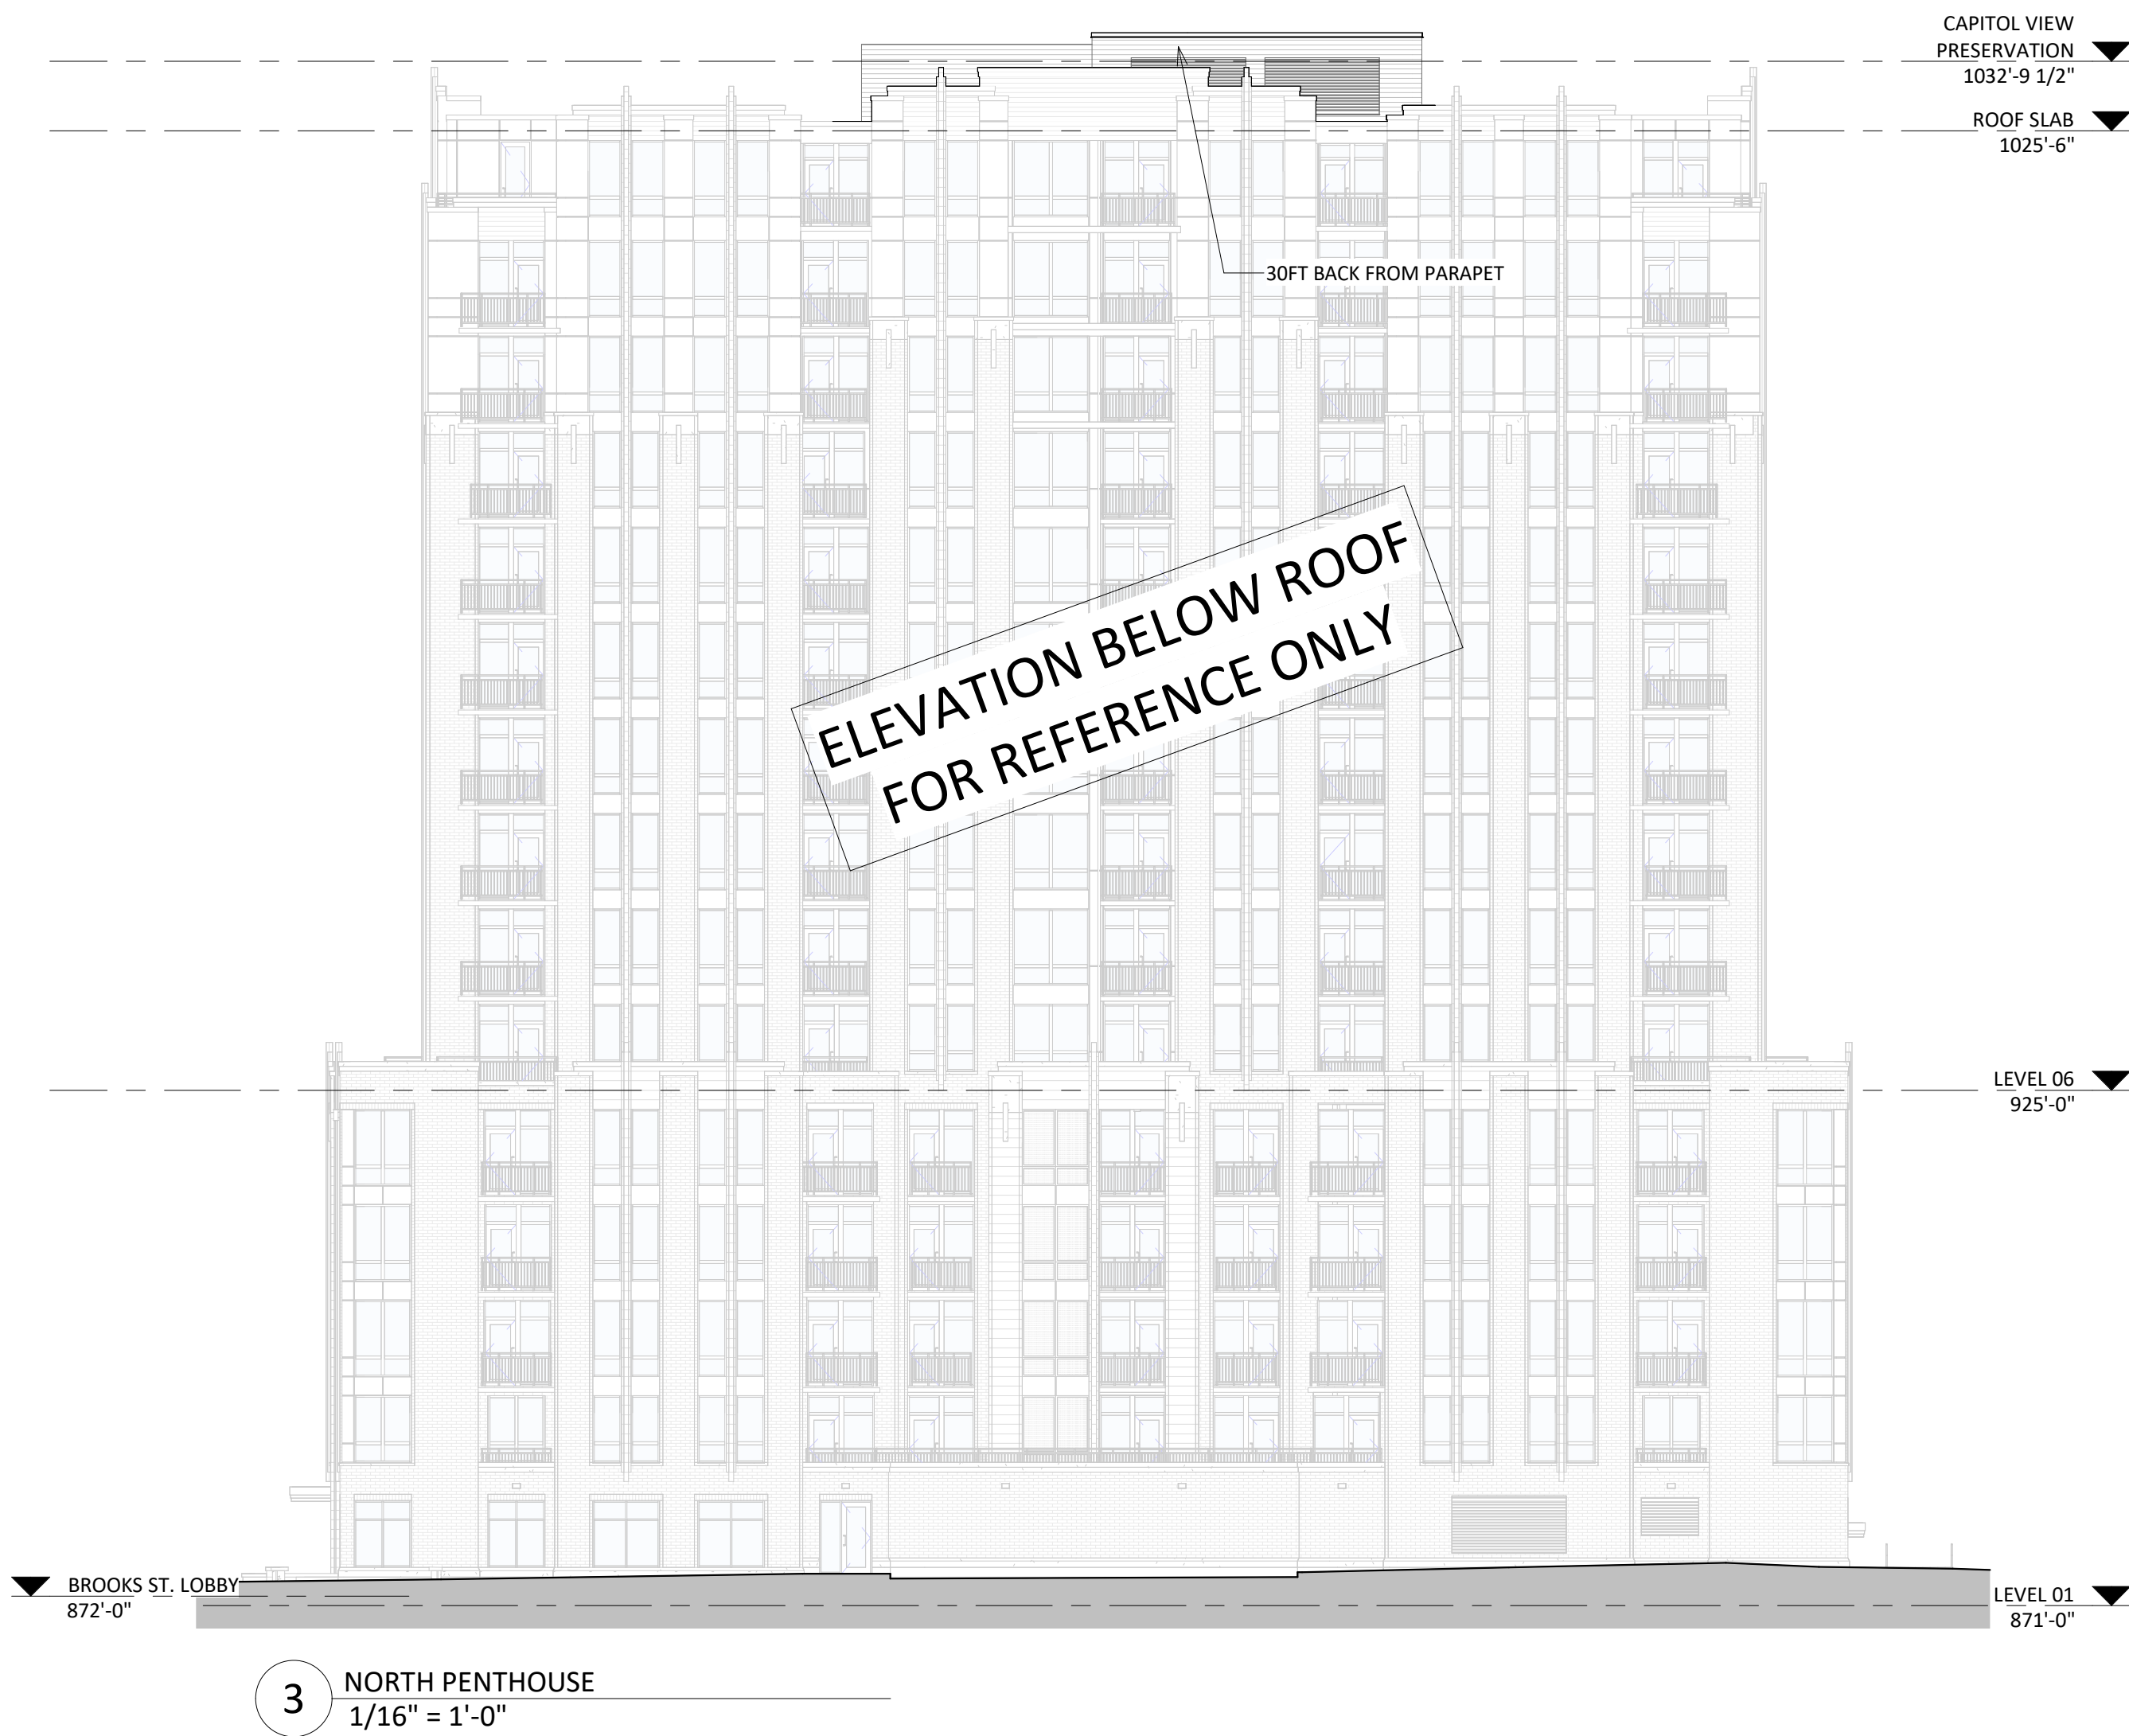 CAPITOL VIEW
PRESERVATION
1032'-9 1/2"
ROOF SLAB
1025'-6"
30FT BACK FROM PARAPET
ELEVATION BELOW ROOF
FOR REFERENCE ONLY
LEVEL 06
925'-0"
BROOKS ST. LOBBY
872'-0"
LEVEL 01
871'-0"
3
NORTH PENTHOUSE
1/16" = 1'-0"